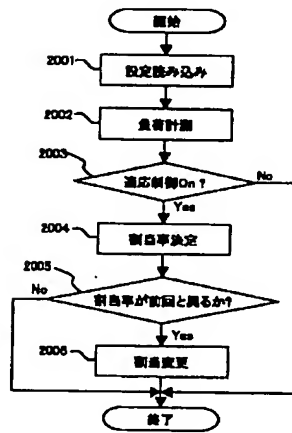 開始
2001
設定読み込み
2002
負荷計測
2003
適応制御On?
No
Yes
2004
割当率決定
2005
No
割当率が前回と異るか?
Yes
2006
割当変更
終了